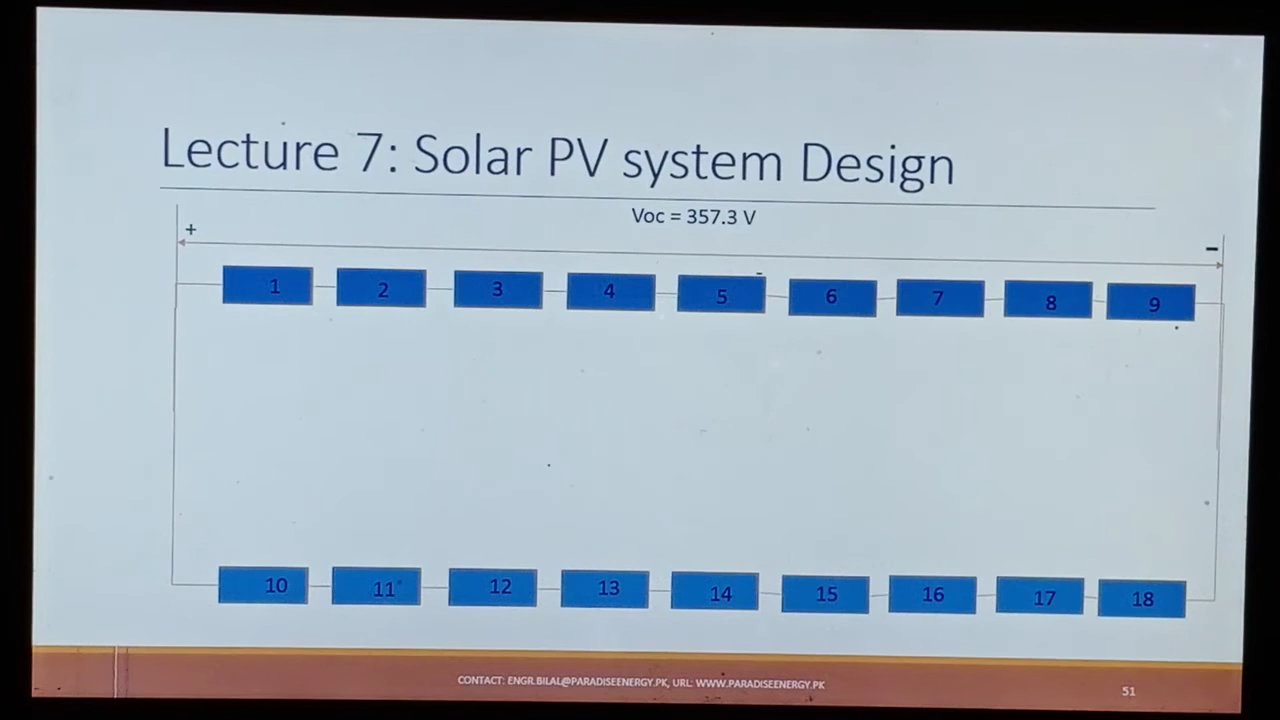 Lecture 7: Solar PV system Design
Voc = 357.3 V
+ -
1 2 3 4 5 6 7 8 9
10 11 12 13 14 15 16 17 18
CONTACT: ENGR.BILAL@PARADISEENERGY.PK, URL: WWW.PARADISEENERGY.PK
51